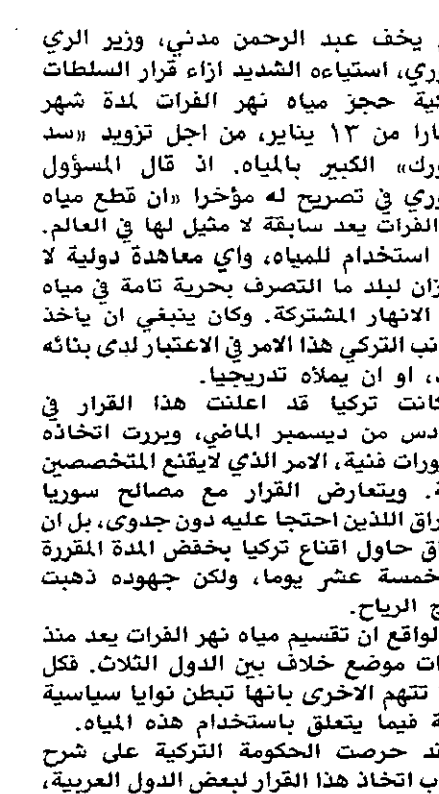 يخف عبد الرحمن مدني، وزير الري
وري، استياءه الشديد ازاء قرار السلطات
كية حجز مياه نهر الفرات لمدة شهر
ارا من ١٣ يناير، من اجل تزويد «سد
ورك» الكبير بالمياه. اذ قال المسؤول
وري في تصريح له مؤخرا «ان قطع مياه
الفرات يعد سابقة لا مثيل لها في العالم.
استخدام للمياه، واي معاهدة دولية لا
زان لبلد ما التصرف بحرية تامة في مياه
الانهار المشتركة. وكان ينبغي ان يأخذ
انب التركي هذا الامر في الاعتبار لدى بنائه
، او ان يملأه تدريجيا.
كانت تركيا قد اعلنت هذا القرار في
ادس من ديسمبر الماضي، وبررت اتخاذه
ورات فنية، الامر الذي لايقنع المتخصصين
ة. ويتعارض القرار مع مصالح سوريا
راق اللذين احتجا عليه دون جدوى، بل ان
اق حاول اقناع تركيا بخفض المدة المقررة
خمسة عشر يوما، ولكن جهوده ذهبت
ج الرياح.
لواقع ان تقسيم مياه نهر الفرات يعد منذ
ات موضع خلاف بين الدول الثلاث. فكل
تتهم الاخرى بانها تبطن نوايا سياسية
ة فيما يتعلق باستخدام هذه المياه.
قد حرصت الحكومة التركية على شرح
ب اتخاذ هذا القرار لبعض الدول العربية،